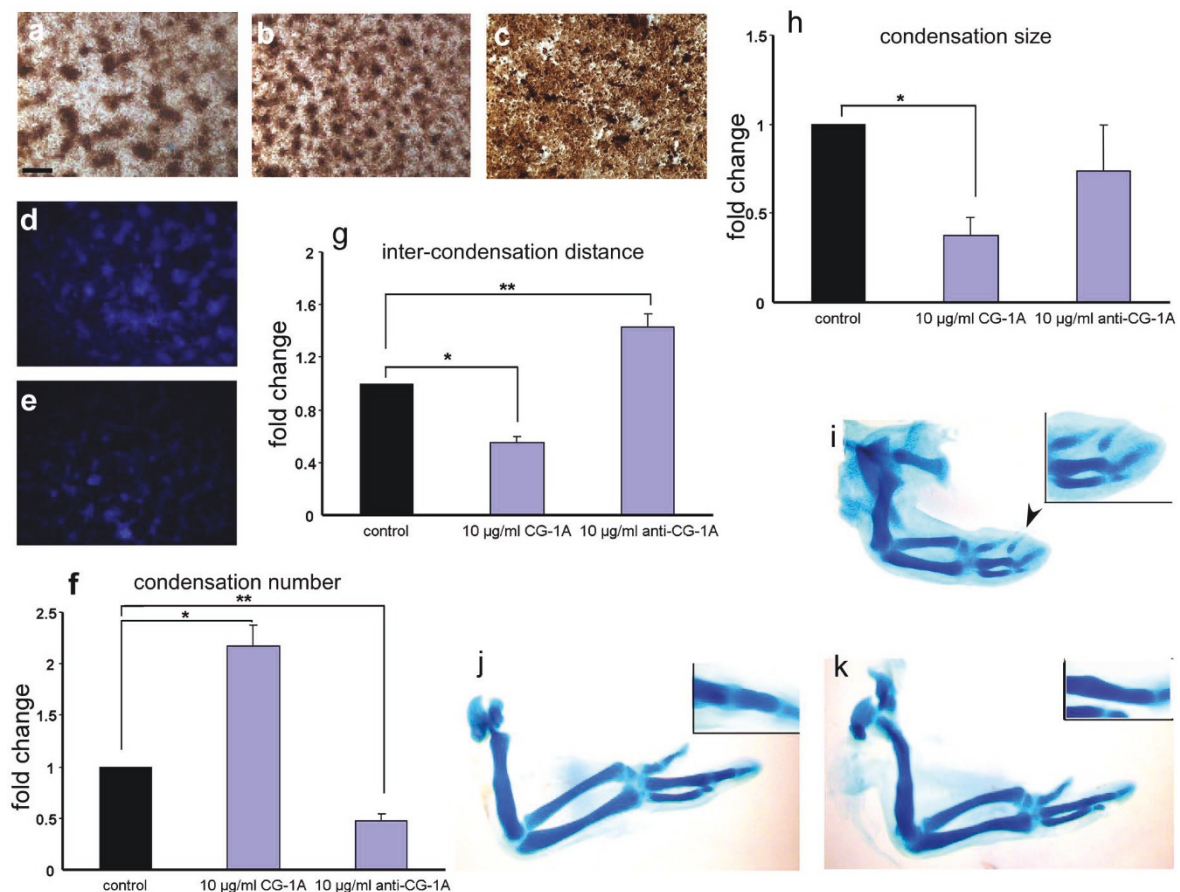 a
b
c
d
e
g
inter-condensation distance
2
1.6
1.2
0.8
0.4
0
fold change
**
*
control
10 µg/ml CG-1A
10 µg/ml anti-CG-1A
h
condensation size
1.5
1
0.5
0
fold change
*
control
10 µg/ml CG-1A
10 µg/ml anti-CG-1A
f
condensation number
2.5
2
1
0.5
0
fold change
**
*
control
10 µg/ml CG-1A
10 µg/ml anti-CG-1A
i
j
k